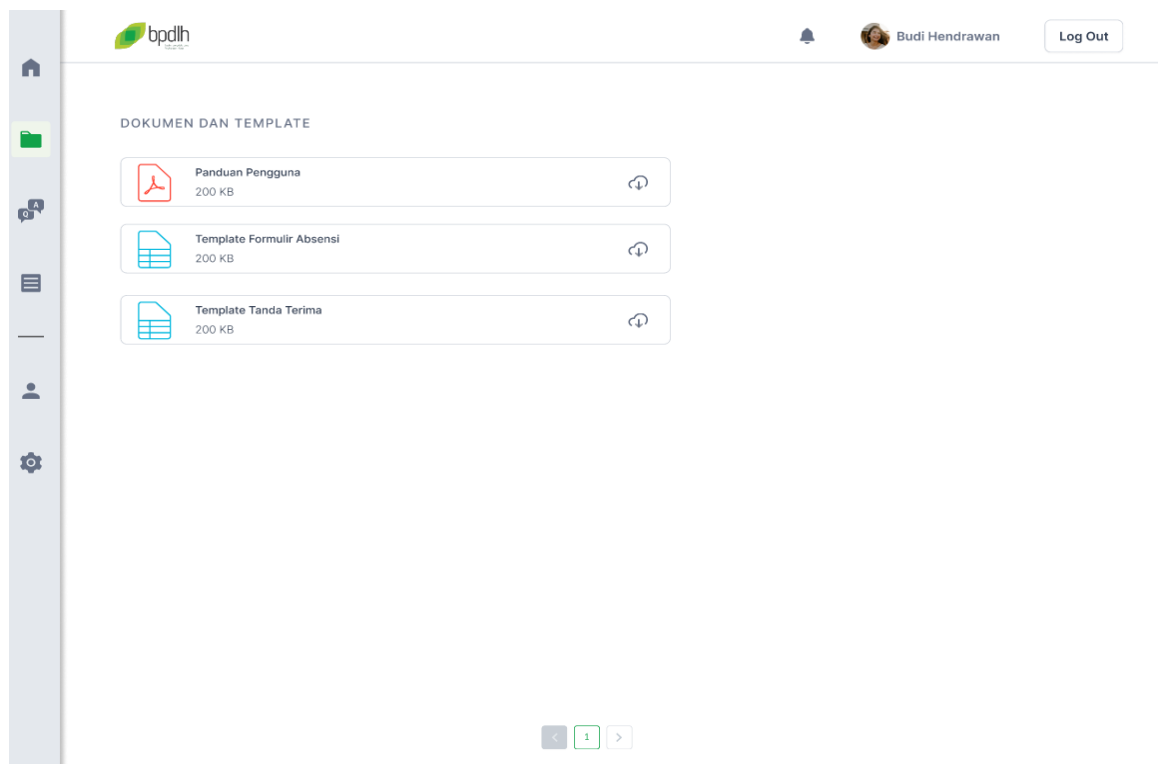 bpdlh
Budi Hendrawan
Log Out
DOKUMEN DAN TEMPLATE
Panduan Pengguna
200 KB
Template Formulir Absensi
200 KB
Template Tanda Terima
200 KB
Q A
1